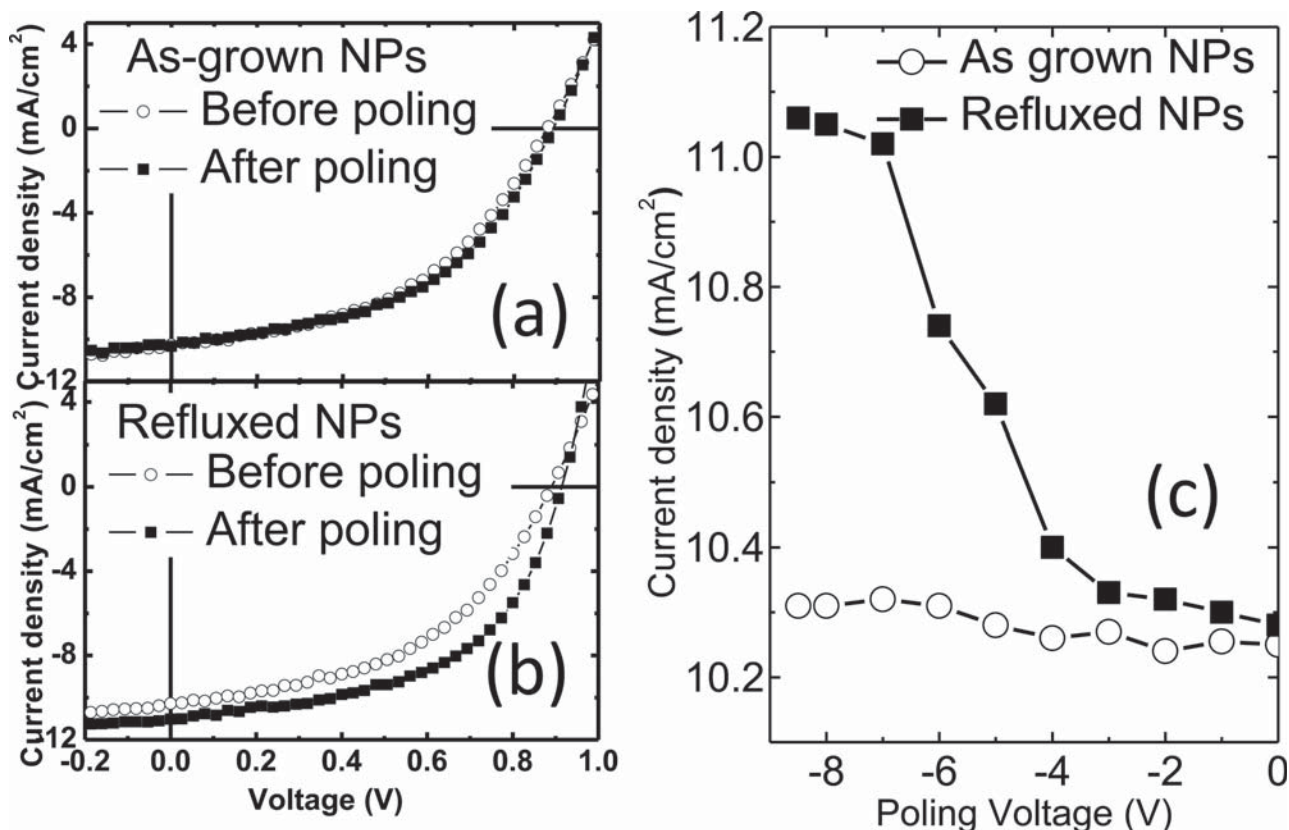 As-grown NPs
Before poling
After poling
(a)
Current density (mA/cm²)
4
0
-4
-8
-12
Refluxed NPs
Before poling
After poling
(b)
Current density (mA/cm²)
4
0
-4
-8
12
-0.2 0.0 0.2 0.4 0.6 0.8 1.0
Voltage (V)
As grown NPs
Refluxed NPs
(c)
Current density (mA/cm²)
11.2
11.0
10.8
10.6
10.4
10.2
-8 -6 -4 -2 0
Poling Voltage (V)